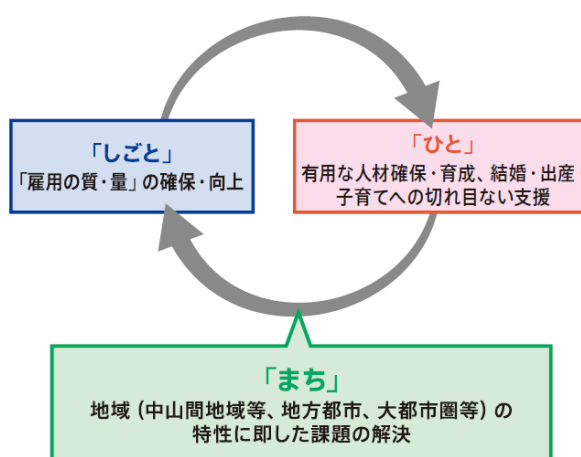 「しごと」
「雇用の質・量」の確保・向上
「ひと」
有用な人材確保・育成、結婚・出産・
子育てへの切れ目ない支援
「まち」
地域（中山間地域等、地方都市、大都市圏等）の
特性に即した課題の解決